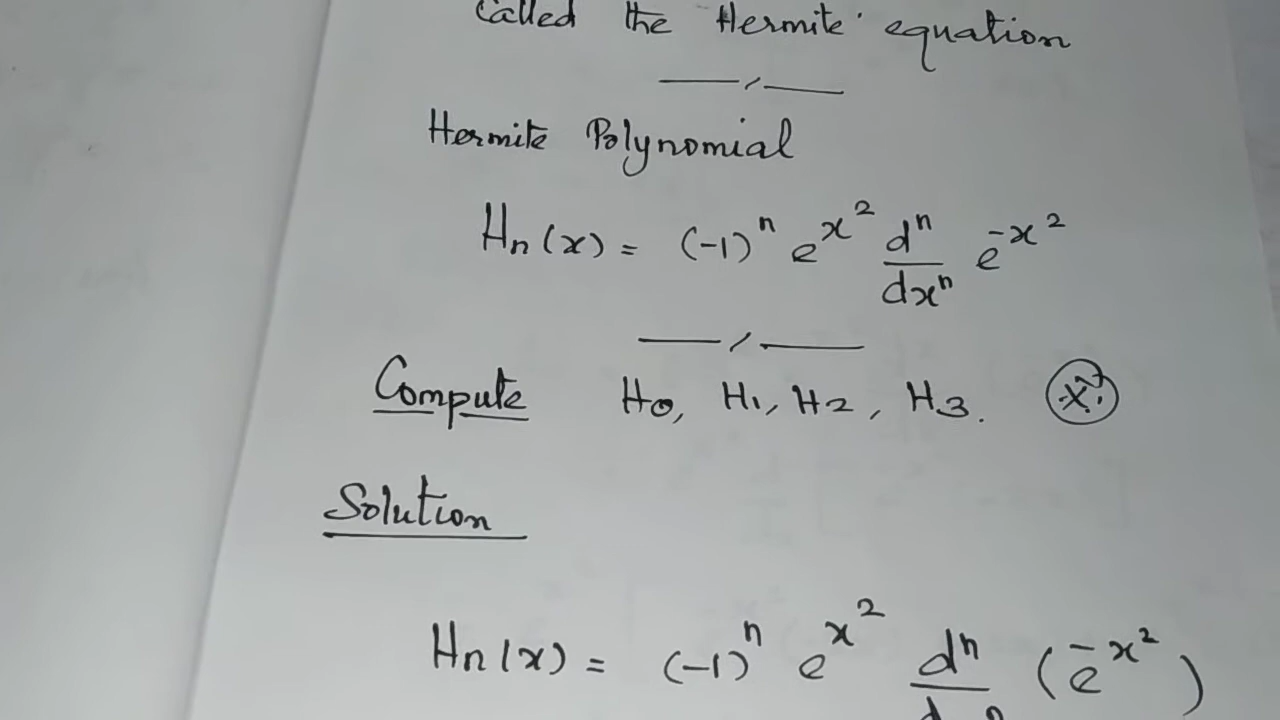 Called the Hermite equation
Hermite Polynomial
Hn(x) = (-1)^n e^{x^2} d^n/dx^n e^{-x^2}
Compute H0, H1, H2, H3.
Solution
Hn(x) = (-1)^n e^{x^2} d^n (e^{-x^2})